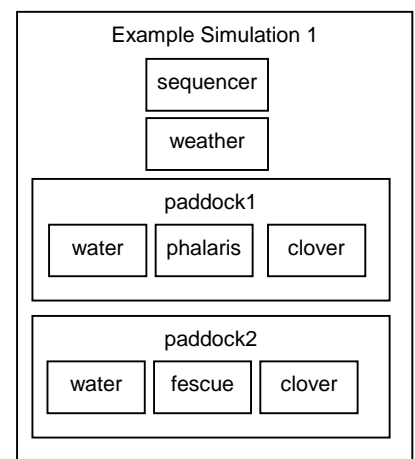 Example Simulation 1
sequencer
weather
paddock1
water phalaris clover
paddock2
water fescue clover